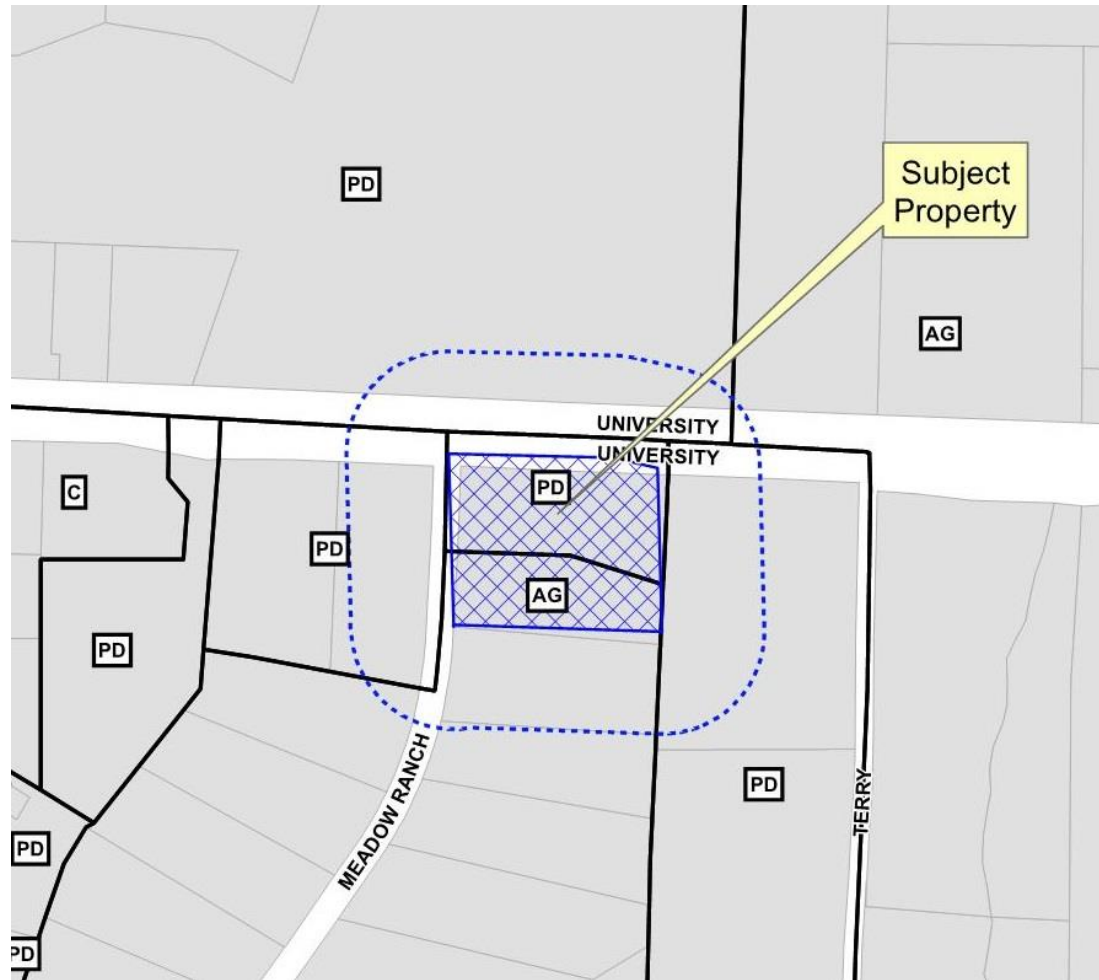 PD
Subject
Property
AG
UNIVERSITY
UNIVERSITY
PD
C
PD
AG
PD
MEADOW RANCH
PD
TERRY
PD
PD